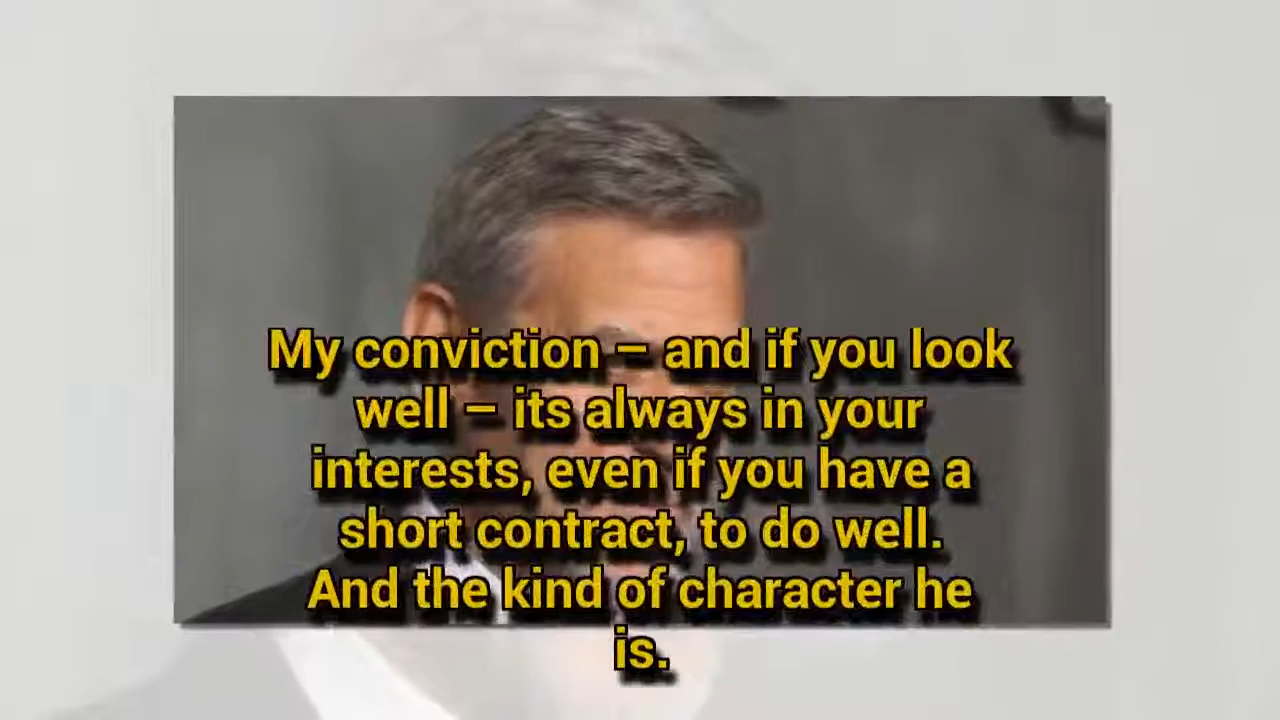 My conviction – and if you look
well – its always in your
interests, even if you have a
short contract, to do well.
And the kind of character he
is.